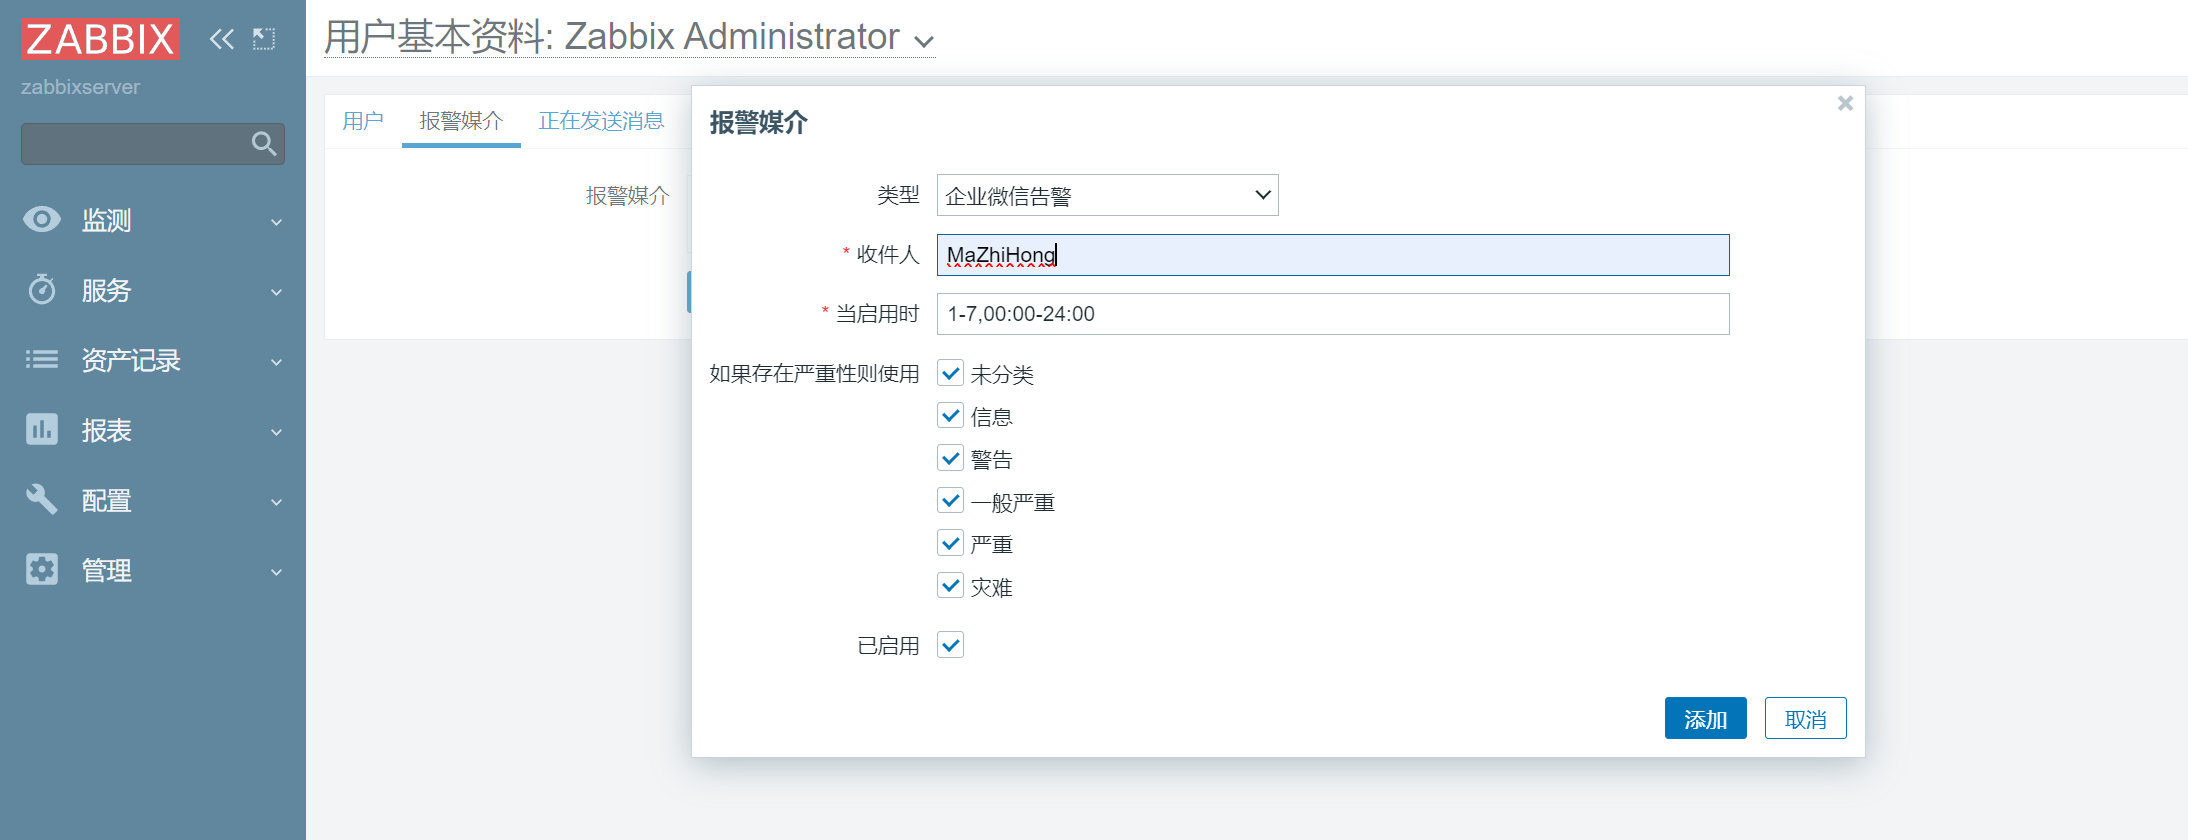 ZABBIX
zabbixserver
监测
服务
资产记录
报表
配置
管理
用户基本资料: Zabbix Administrator
用户 报警媒介 正在发送消息
报警媒介
报警媒介
类型 企业微信告警
* 收件人 MaZhiHong
* 当启用时 1-7,00:00-24:00
如果存在严重性则使用 未分类
信息
警告
一般严重
严重
灾难
已启用
添加 取消